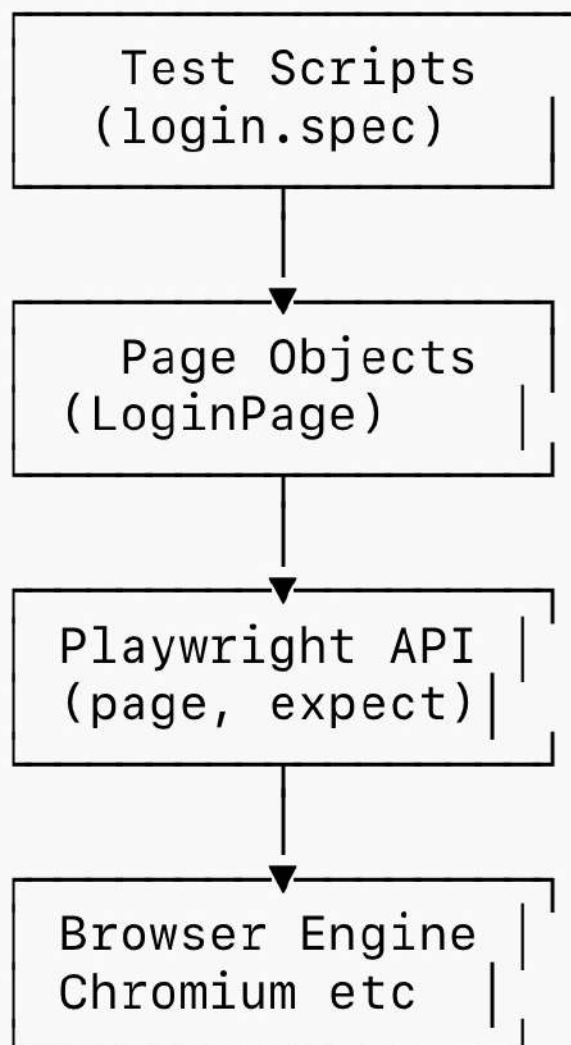 Test Scripts
(login.spec)
Page Objects
(LoginPage)
Playwright API
(page, expect)
Browser Engine
Chromium etc